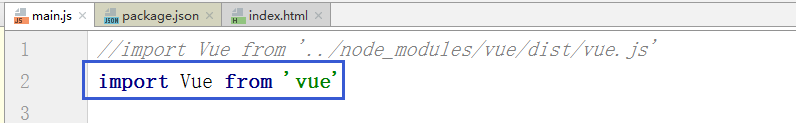 main.js package.json index.html
1 //import Vue from '../node_modules/vue/dist/vue.js'
2 import Vue from 'vue'
3